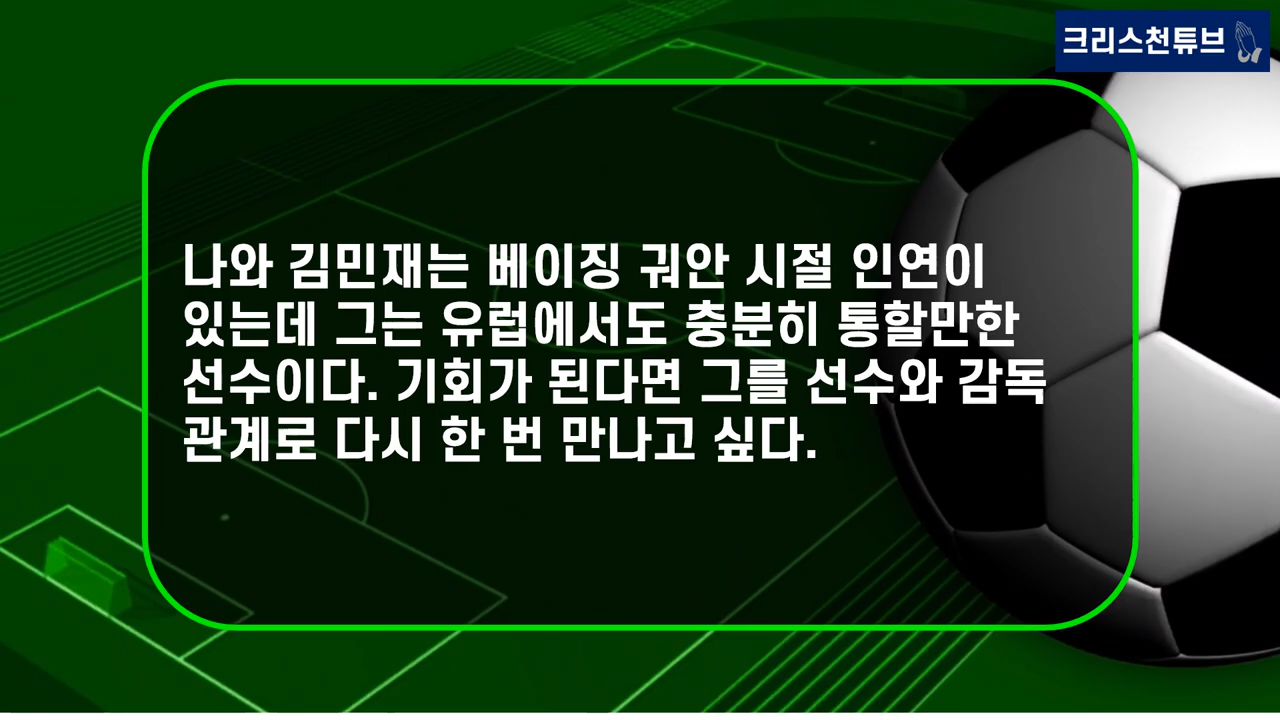 크리스천튜브
나와 김민재는 베이징 궈안 시절 인연이
있는데 그는 유럽에서도 충분히 통할만한
선수이다. 기회가 된다면 그를 선수와 감독
관계로 다시 한 번 만나고 싶다.